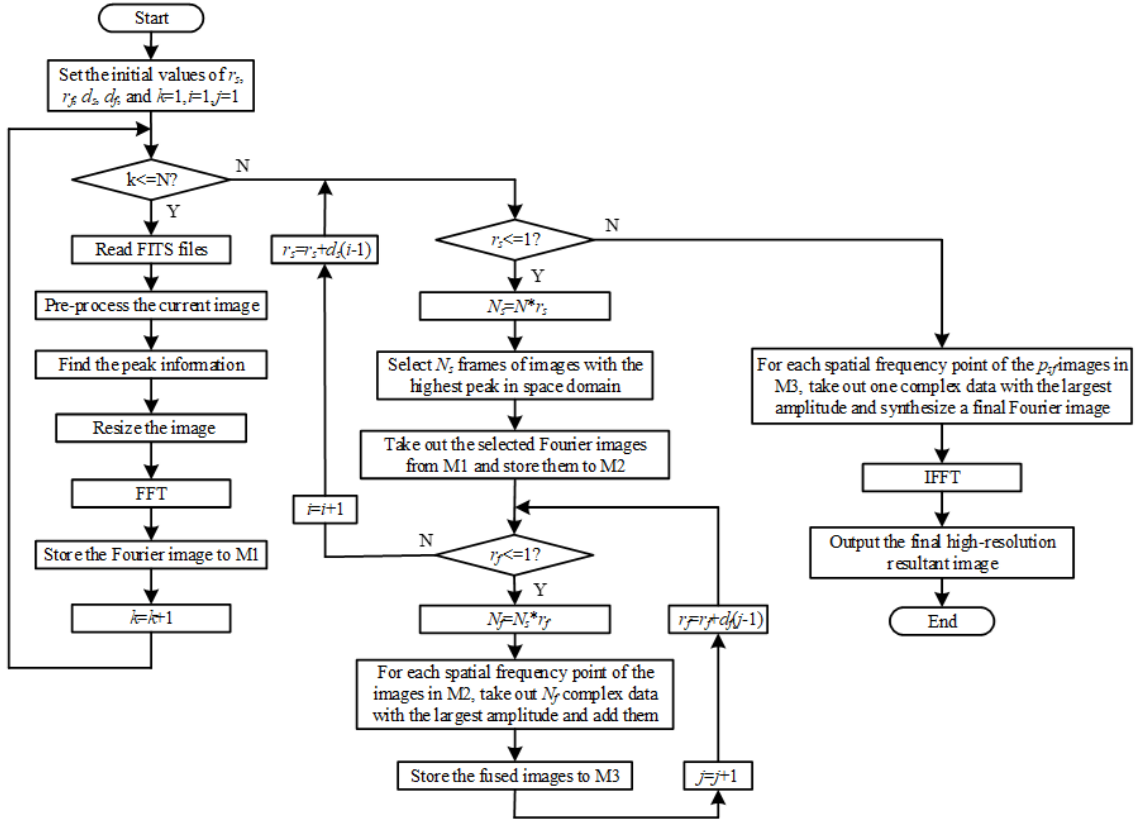 Start
Set the initial values of rs,
rf, ds, df, and k=1,i=1,j=1
k<=N?
N
Y
Read FITS files
Pre-process the current image
Find the peak information
Resize the image
FFT
Store the Fourier image to M1
k=k+1
rs=rs+ds(i-1)
i=i+1
rs<=1?
N
Y
Ns=N*rs
Select Ns frames of images with the
highest peak in space domain
Take out the selected Fourier images
from M1 and store them to M2
N
rf<=1?
Y
Nf=Ns*rf
For each spatial frequency point of the
images in M2, take out Nf complex data
with the largest amplitude and add them
Store the fused images to M3
rf=rf+df(j-1)
j=j+1
For each spatial frequency point of the psf images in
M3, take out one complex data with the largest
amplitude and synthesize a final Fourier image
IFFT
Output the final high-resolution
resultant image
End